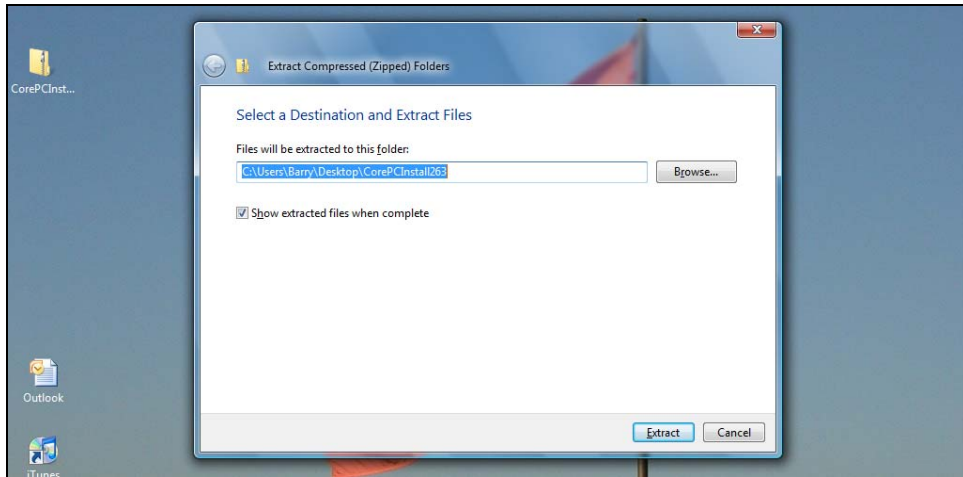 CorePCInst...
Extract Compressed (Zipped) Folders
Select a Destination and Extract Files
Files will be extracted to this folder:
C:\Users\Barry\Desktop\CorePCInstall263
Browse...
Show extracted files when complete
Outlook
Extract
Cancel
iTunes